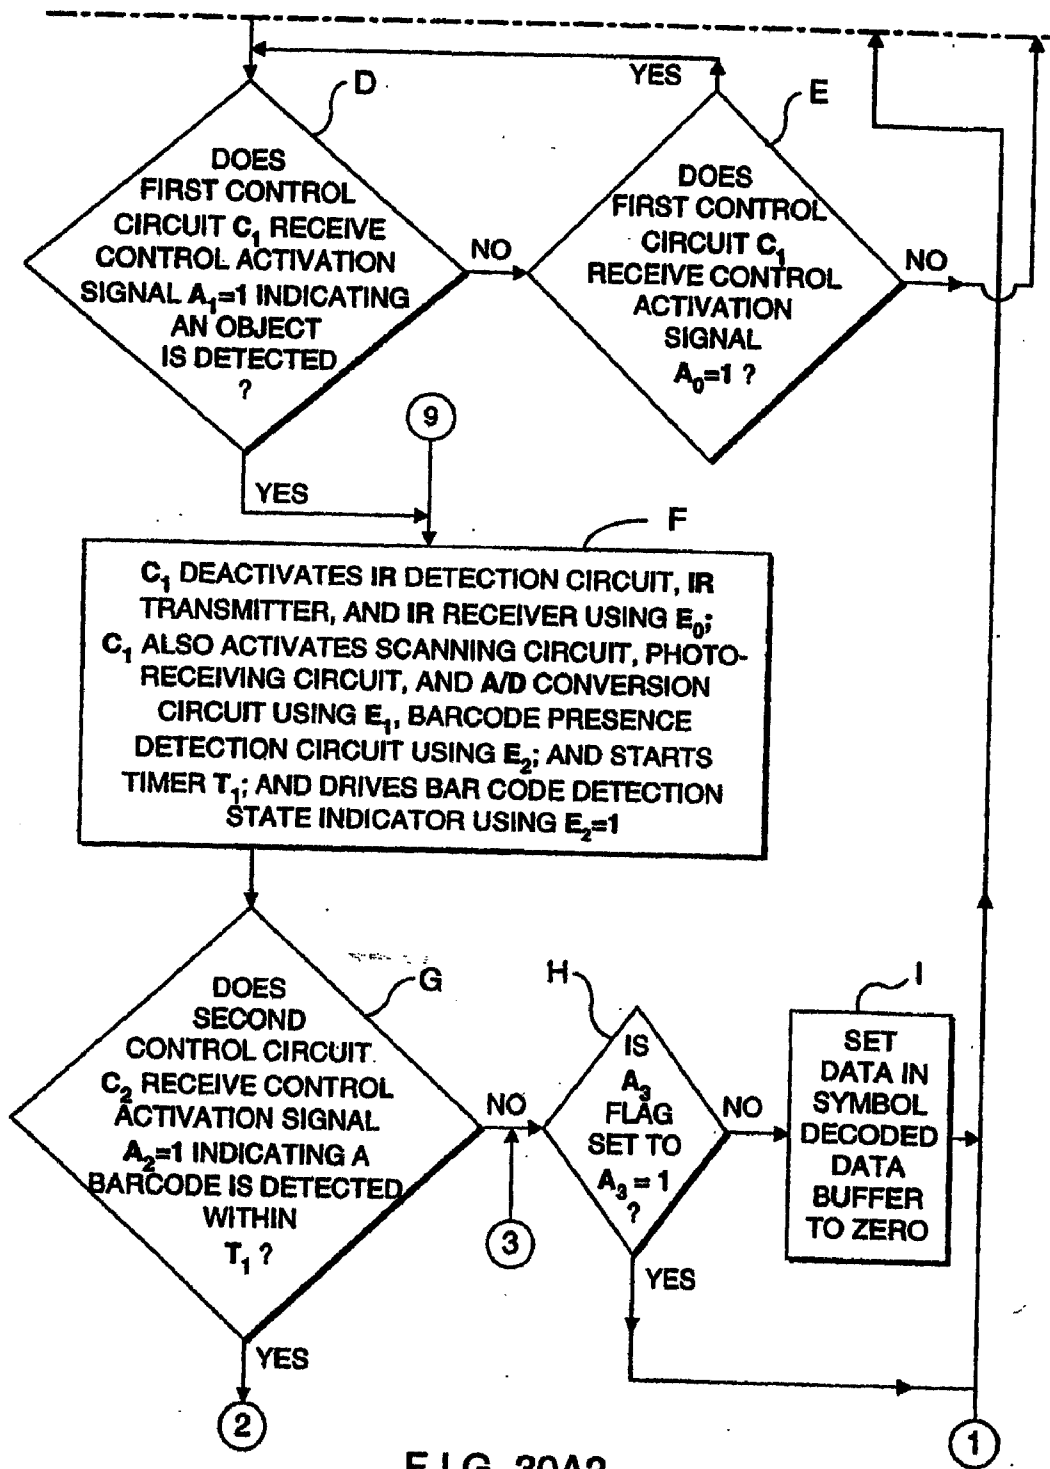 D
DOES
FIRST CONTROL
CIRCUIT C₁ RECEIVE
CONTROL ACTIVATION
SIGNAL A₁=1 INDICATING
AN OBJECT
IS DETECTED
?
YES
NO
E
DOES
FIRST CONTROL
CIRCUIT C₁
RECEIVE CONTROL
ACTIVATION
SIGNAL
A₀=1 ?
YES
NO
9
F
C₁ DEACTIVATES IR DETECTION CIRCUIT, IR
TRANSMITTER, AND IR RECEIVER USING E₀;
C₁ ALSO ACTIVATES SCANNING CIRCUIT, PHOTO-
RECEIVING CIRCUIT, AND A/D CONVERSION
CIRCUIT USING E₁, BARCODE PRESENCE
DETECTION CIRCUIT USING E₂; AND STARTS
TIMER T₁; AND DRIVES BAR CODE DETECTION
STATE INDICATOR USING E₂=1
G
DOES
SECOND
CONTROL CIRCUIT
C₂ RECEIVE CONTROL
ACTIVATION SIGNAL
A₂=1 INDICATING A
BARCODE IS DETECTED
WITHIN
T₁ ?
YES
2
NO
3
H
IS
A₃
FLAG
SET TO
A₃ = 1
?
YES
NO
I
SET
DATA IN
SYMBOL
DECODED
DATA
BUFFER
TO ZERO
1
FIG. 30A2